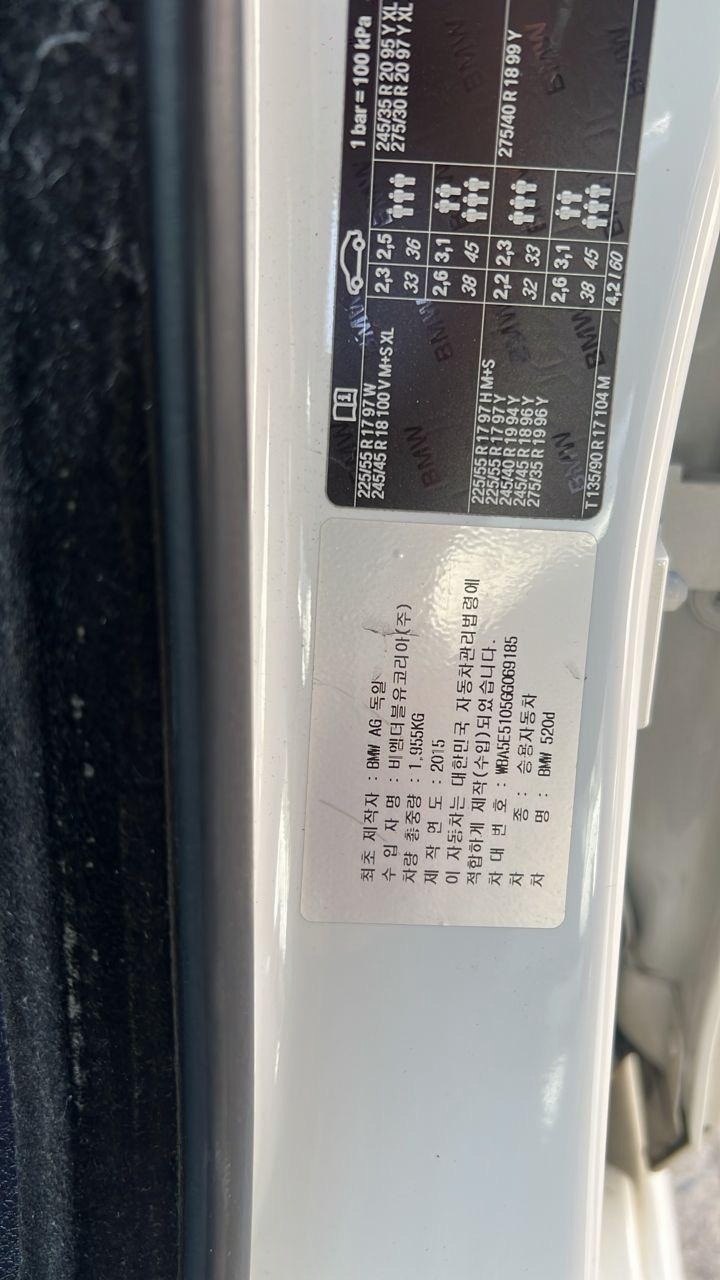 최초 제작자 : BMW AG 독일
수 입 자 명 : 비엠더블유코리아(주)
차량 총중량 : 1,955KG
제 작 연 도 : 2015
이 자동차는 대한민국 자동차관리법령에
적합하게 제작(수입)되었습니다.
차 대 번 호 : WBA5E5105GG069185
차 종 : 승용자동차
차 명 : BMW 520d
1 bar = 100 kPa
225/55 R 17 97 W
245/45 R 18 100 V M+S XL
2,3 2,5
33 36
2,6 3,1
38 45
245/35 R 20 95 Y XL
275/30 R 20 97 Y XL
225/55 R 17 97 H M+S
225/55 R 17 97 Y
245/40 R 19 94 Y
245/45 R 18 96 Y
275/35 R 19 96 Y
2,2 2,3
32 33
2,6 3,1
38 45
275/40 R 18 99 Y
T 135/90 R 17 104 M
4,2 / 60